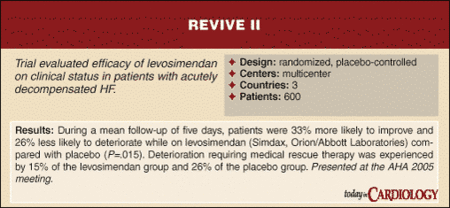 REVIVE II
Trial evaluated efficacy of levosimendan
on clinical status in patients with acutely
decompensated HF.
✦ Design: randomized, placebo-controlled
✦ Centers: multicenter
✦ Countries: 3
✦ Patients: 600
Results: During a mean follow-up of five days, patients were 33% more likely to improve and
26% less likely to deteriorate while on levosimendan (Simdax, Orion/Abbott Laboratories) com-
pared with placebo (P=.015). Deterioration requiring medical rescue therapy was experienced
by 15% of the levosimendan group and 26% of the placebo group. Presented at the AHA 2005
meeting.
today in CARDIOLOGY